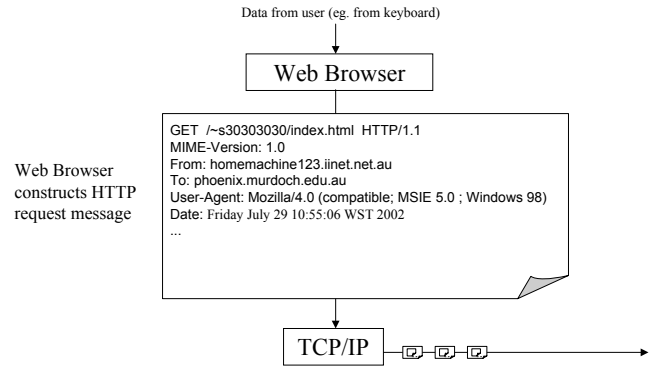 Data from user (eg. from keyboard)
Web Browser
Web Browser
constructs HTTP
request message
GET /~s30303030/index.html HTTP/1.1
MIME-Version: 1.0
From: homemachine123.iinet.net.au
To: phoenix.murdoch.edu.au
User-Agent: Mozilla/4.0 (compatible; MSIE 5.0 ; Windows 98)
Date: Friday July 29 10:55:06 WST 2002
...
TCP/IP